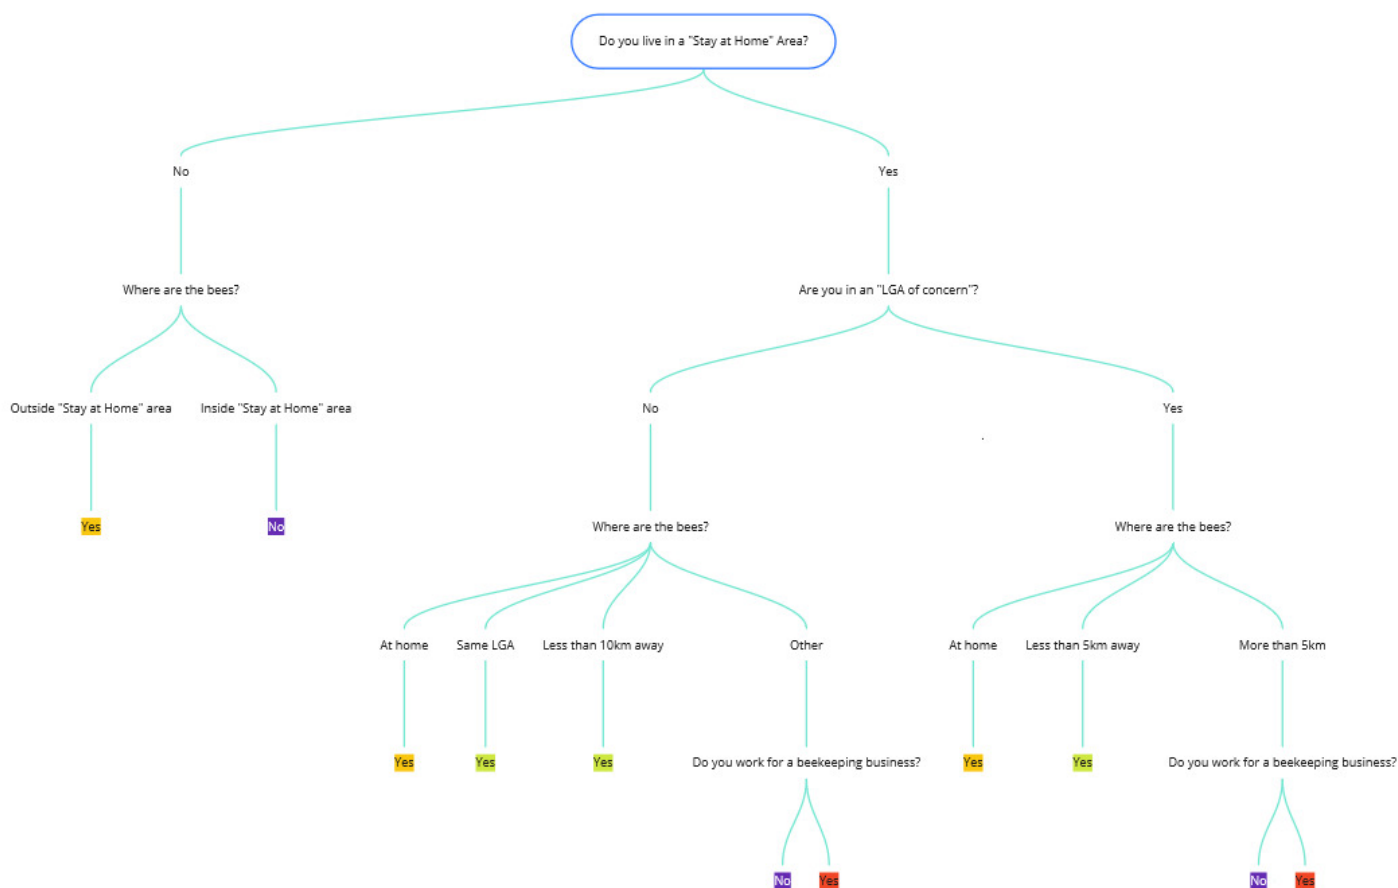 Do you live in a "Stay at Home" Area?
No
Yes
Where are the bees?
Are you in an "LGA of concern"?
Outside "Stay at Home" area
Inside "Stay at Home" area
No
Yes
Yes
No
Where are the bees?
Where are the bees?
At home
Same LGA
Less than 10km away
Other
At home
Less than 5km away
More than 5km
Yes
Yes
Yes
Do you work for a beekeeping business?
Yes
Yes
Do you work for a beekeeping business?
No
Yes
No
Yes